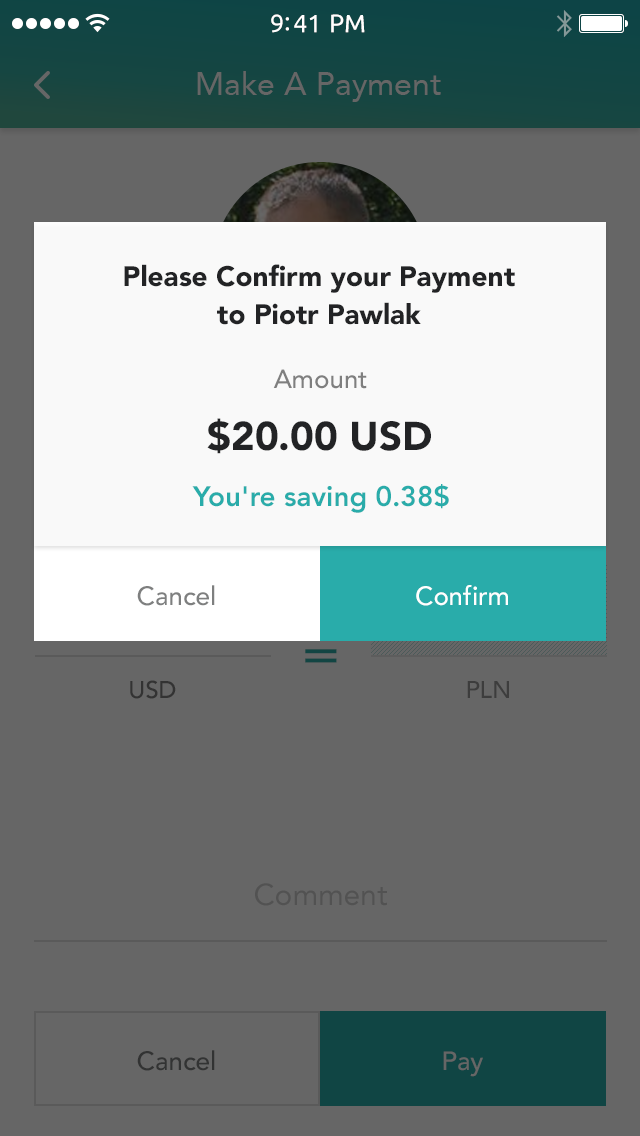 9:41 PM
Make A Payment
Please Confirm your Payment
to Piotr Pawlak
Amount
$20.00 USD
You're saving 0.38$
Cancel
Confirm
USD
PLN
Comment
Cancel
Pay